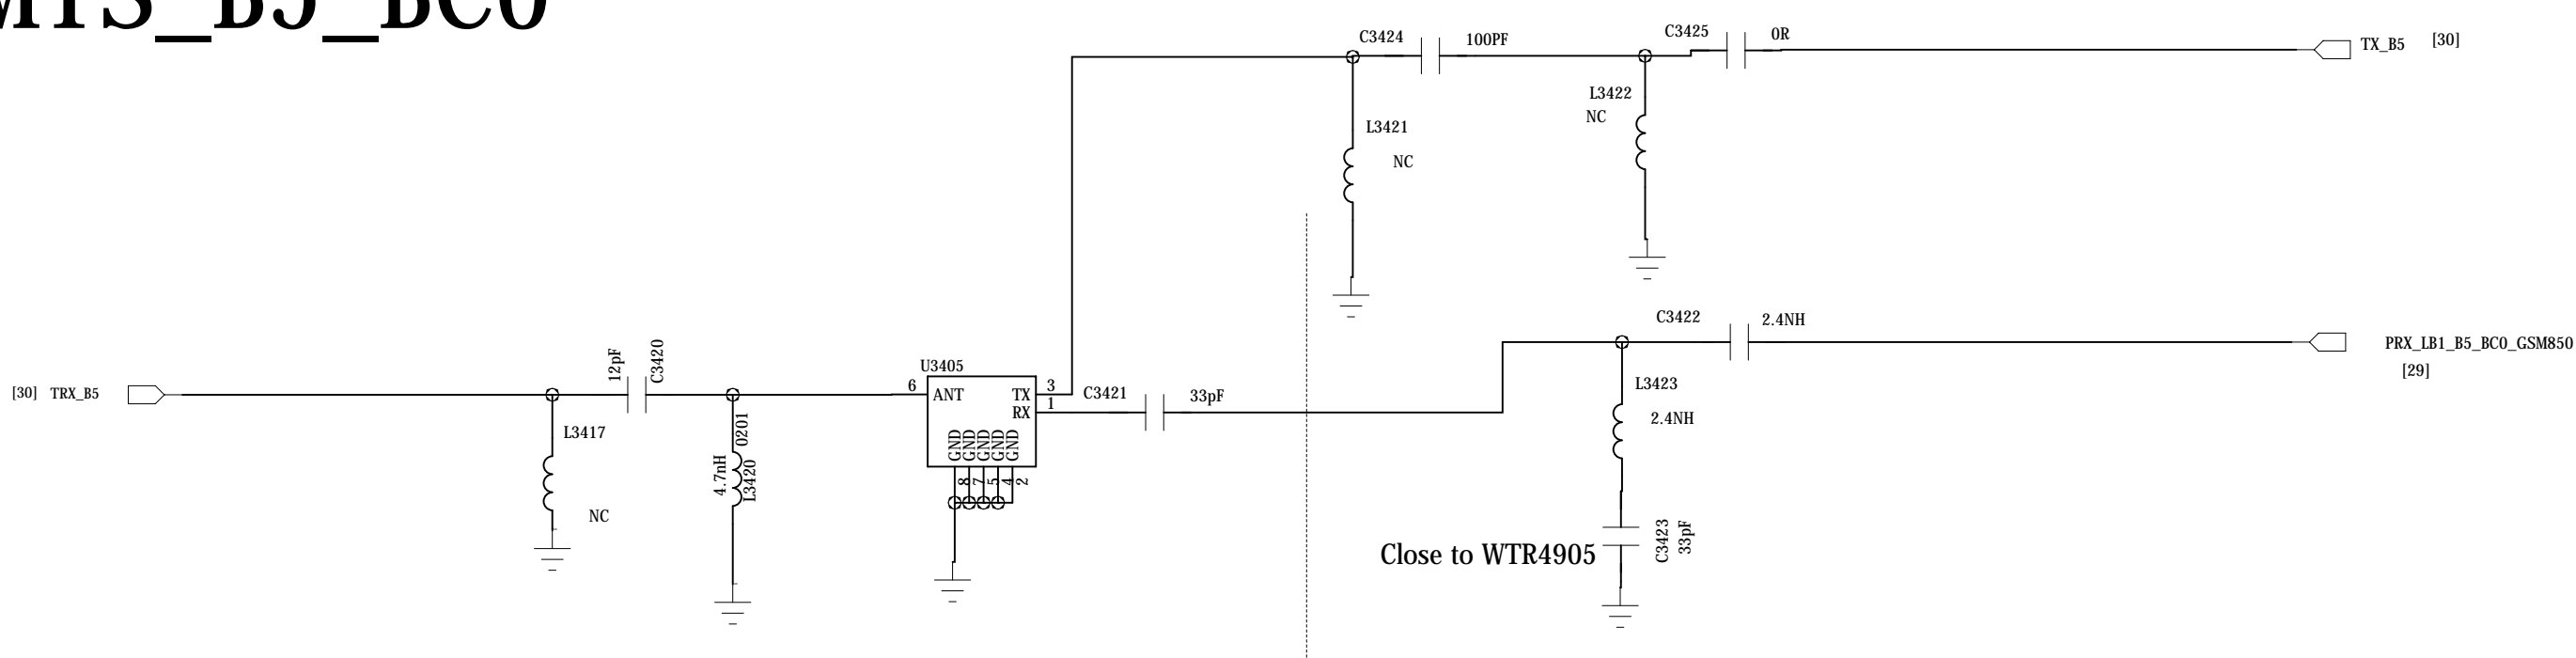 MTS_B5_BC0
C3424
100PF
C3425
0R
TX_B5 [30]
L3422
NC
L3421
NC
C3422
2.4NH
PRX_LB1_B5_BC0_GSM850
[29]
[30] TRX_B5
12pF
C3420
L3417
NC
0201
4.7nH
L3420
U3405
6
ANT
TX
3
RX
1
GND
GND
GND
GND
GND
8
7
5
4
2
C3421
33pF
L3423
2.4NH
Close to WTR4905
C3423
33pF